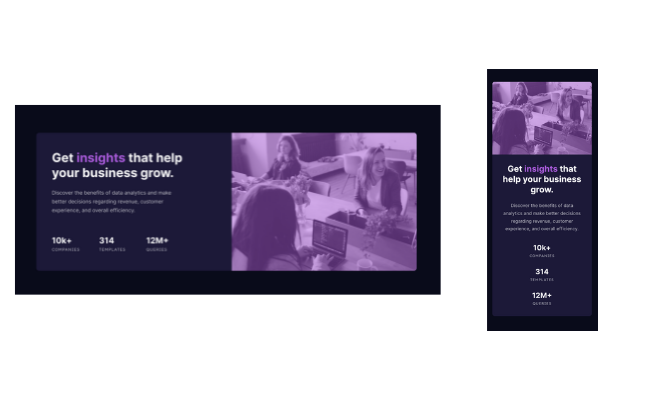 Get insights that help
your business grow.
Discover the benefits of data analytics and make
better decisions regarding revenue, customer
experience, and overall efficiency.
10k+ 314 12M+
COMPANIES TEMPLATES QUERIES
Get insights that
help your business
grow.
Discover the benefits of data
analytics and make better decisions
regarding revenue, customer
experience, and overall efficiency.
10k+
COMPANIES
314
TEMPLATES
12M+
QUERIES